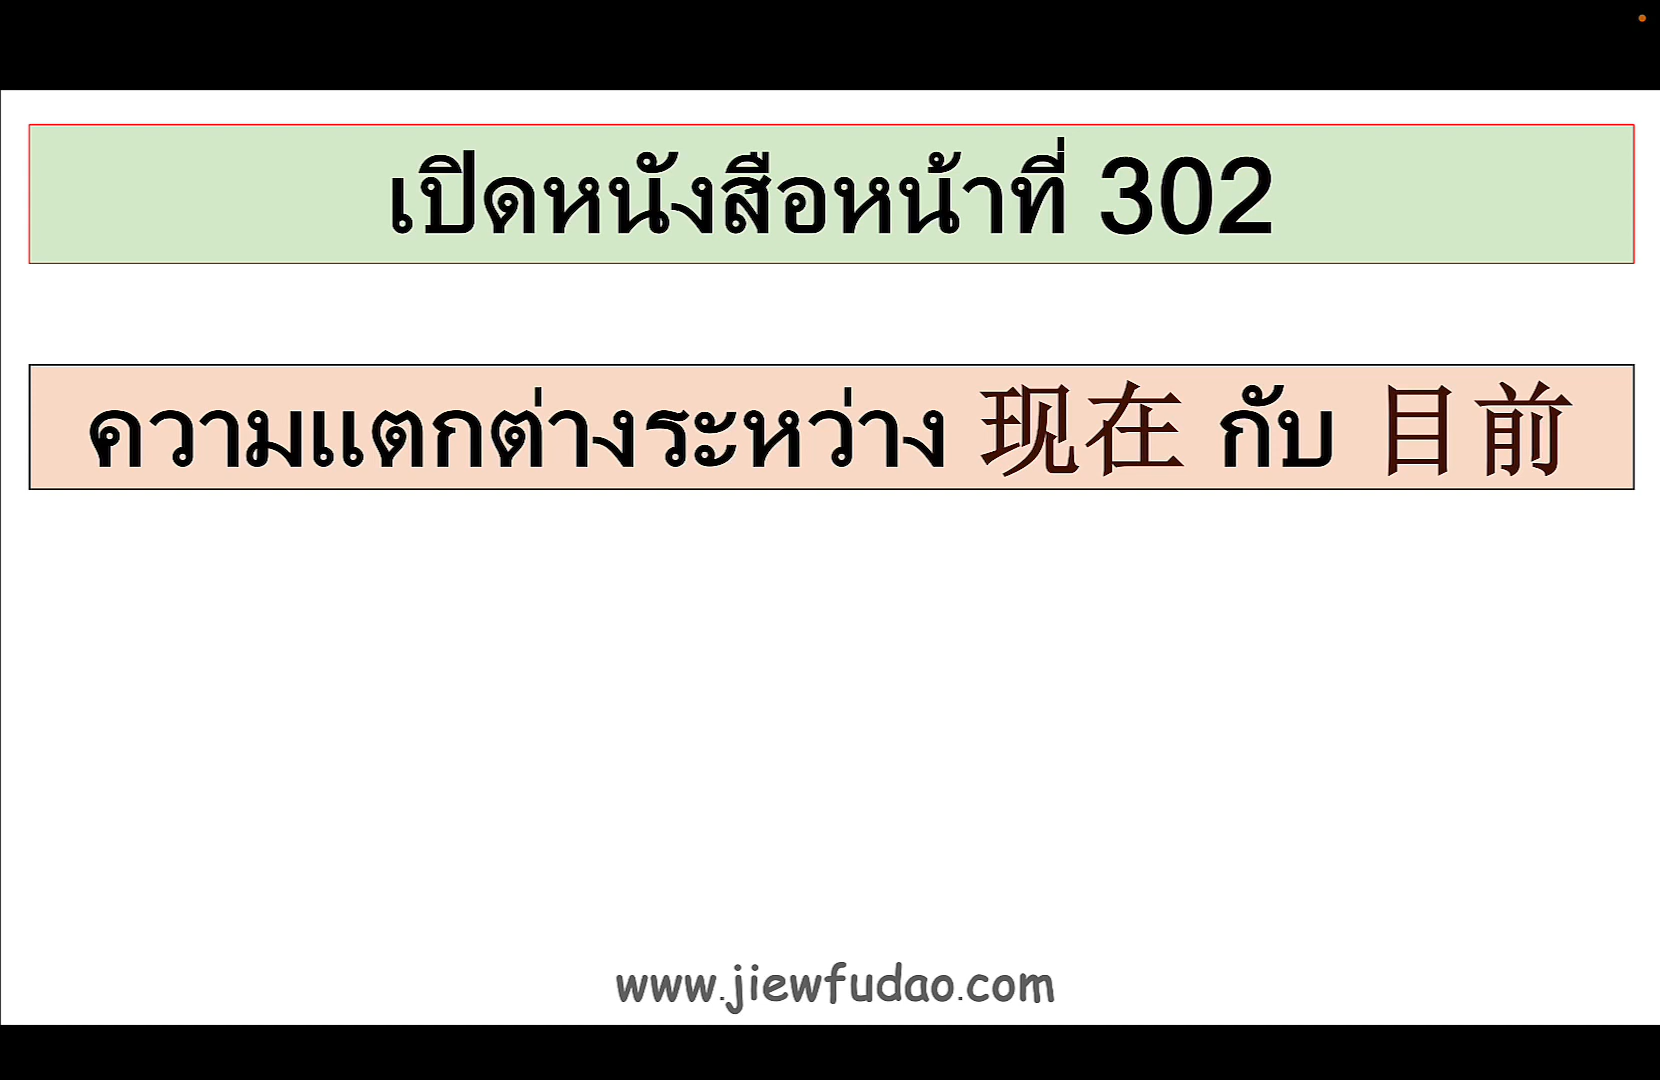 เปิดหนังสือหน้าที่ 302
ความแตกต่างระหว่าง 现在 กับ 目前
www.jiewfudao.com